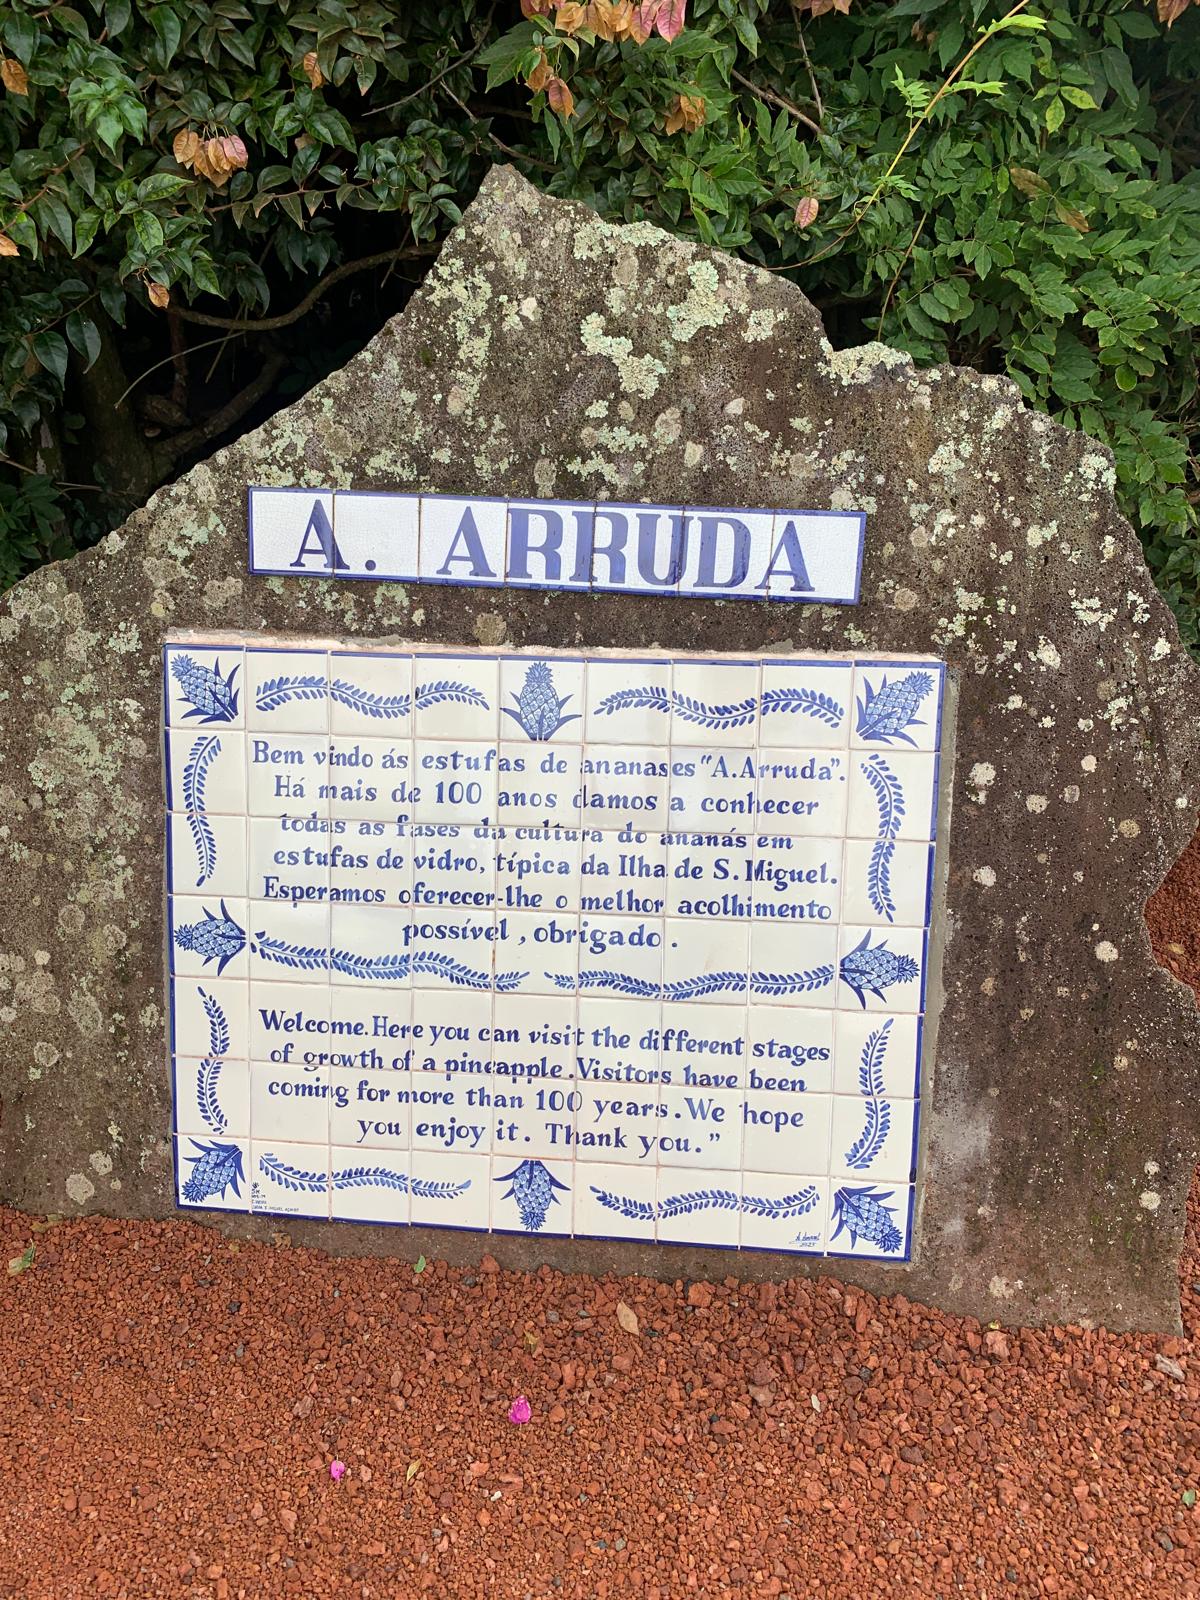 A. ARRUDA
Bem vindo ás estufas de ananases "A.Arruda".
Há mais de 100 anos damos a conhecer
todas as fases da cultura do ananás em
estufas de vidro, típica da Ilha de S. Miguel.
Esperamos oferecer-lhe o melhor acolhimento
possível , obrigado .
Welcome. Here you can visit the different stages
of growth of a pineapple. Visitors have been
coming for more than 100 years. We hope
you enjoy it. Thank you."